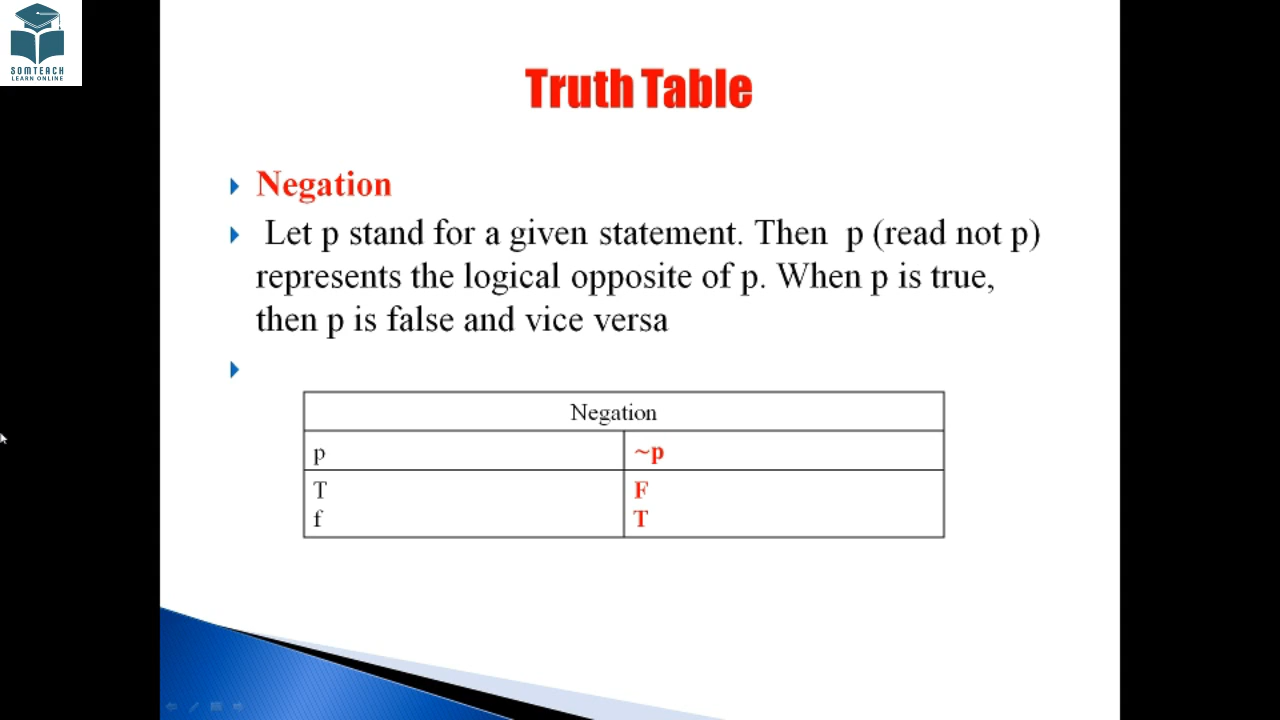 SOMTEACH
LEARN ONLINE
Truth Table
Negation
Let p stand for a given statement. Then p (read not p)
represents the logical opposite of p. When p is true,
then p is false and vice versa
Negation
p ~p
T F
f T